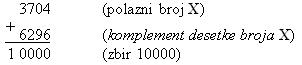 3704 (polazni broj X)
+
6296 (komplement desetke broja X)
1 0000 (zbir 10000)